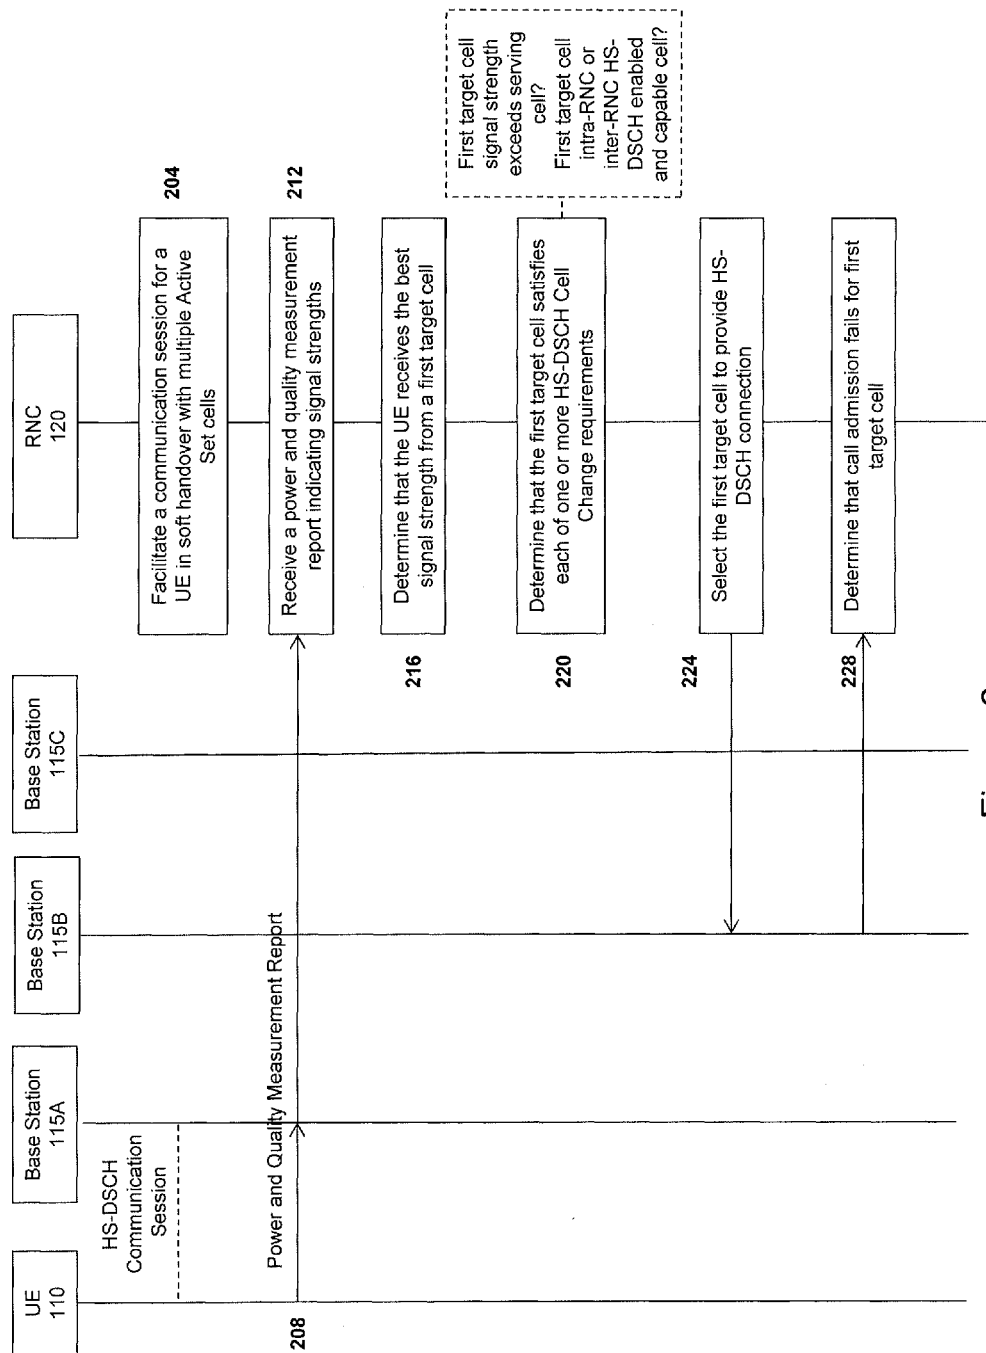 UE
110
Base Station
115A
Base Station
115B
Base Station
115C
RNC
120
HS-DSCH
Communication
Session
204
Facilitate a communication session for a
UE in soft handover with multiple Active
Set cells
208
Power and Quality Measurement Report
212
Receive a power and quality measurement
report indicating signal strengths
216
Determine that the UE receives the best
signal strength from a first target cell
220
Determine that the first target cell satisfies
each of one or more HS-DSCH Cell
Change requirements
First target cell
signal strength
exceeds serving
cell?
First target cell
intra-RNC or
inter-RNC HS-
DSCH enabled
and capable cell?
224
Select the first target cell to provide HS-
DSCH connection
228
Determine that call admission fails for first
target cell